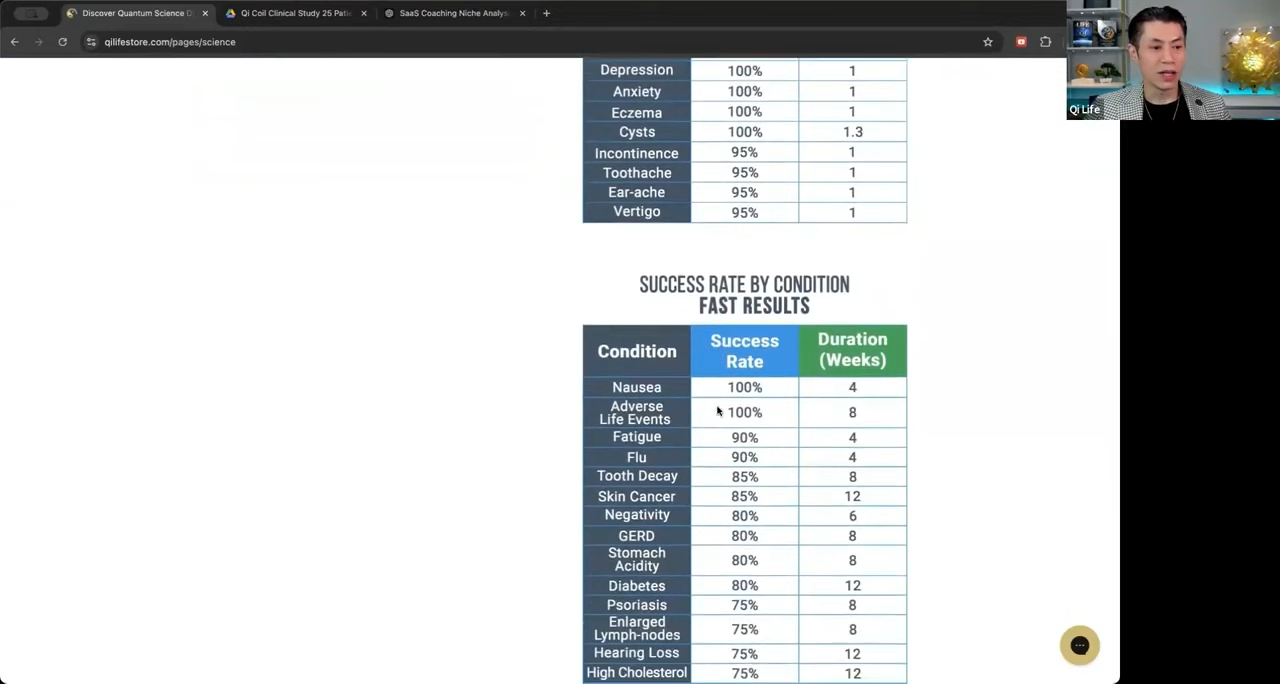 Discover Quantum Science D
Qi Coil Clinical Study 25 Patie
SaaS Coaching Niche Analys
qilifestore.com/pages/science
Qi Life
Depression 100% 1
Anxiety 100% 1
Eczema 100% 1
Cysts 100% 1.3
Incontinence 95% 1
Toothache 95% 1
Ear-ache 95% 1
Vertigo 95% 1
SUCCESS RATE BY CONDITION
FAST RESULTS
Condition Success Rate Duration (Weeks)
Nausea 100% 4
Adverse Life Events 100% 8
Fatigue 90% 4
Flu 90% 4
Tooth Decay 85% 8
Skin Cancer 85% 12
Negativity 80% 6
GERD 80% 8
Stomach Acidity 80% 8
Diabetes 80% 12
Psoriasis 75% 8
Enlarged Lymph-nodes 75% 8
Hearing Loss 75% 12
High Cholesterol 75% 12